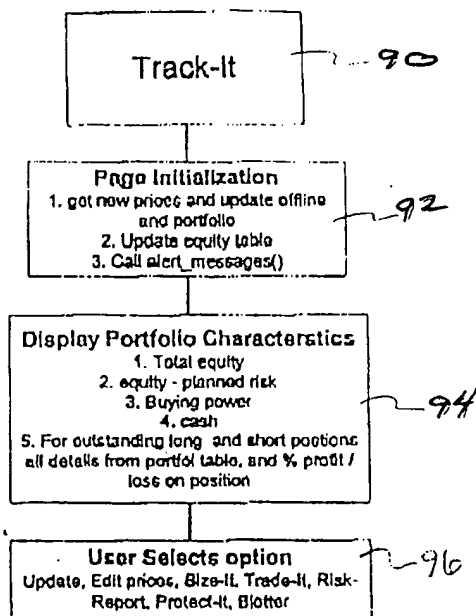 Track-It
90
Page Initialization
1. get new prices and update offline
and portfolio
2. Update equity table
3. Call alert_messages()
92
Display Portfolio Characterstics
1. Total equity
2. equity - planned risk
3. Buying power
4. cash
5. For outstanding long and short positions
all details from portfol table, and % profit /
loss on position
94
User Selects option
Update, Edit prices, Size-It, Trade-It, Risk-
Report, Protect-It, Blotter
96